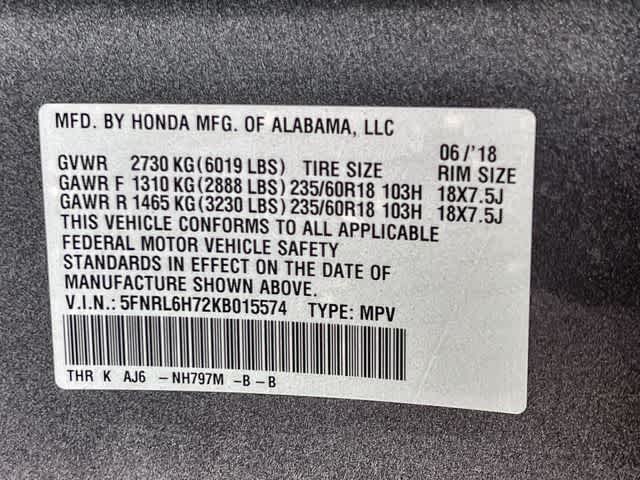 MFD. BY HONDA MFG. OF ALABAMA, LLC
06/'18
GVWR 2730 KG(6019 LBS) TIRE SIZE RIM SIZE
GAWR F 1310 KG(2888 LBS) 235/60R18 103H 18X7.5J
GAWR R 1465 KG(3230 LBS) 235/60R18 103H 18X7.5J
THIS VEHICLE CONFORMS TO ALL APPLICABLE
FEDERAL MOTOR VEHICLE SAFETY
STANDARDS IN EFFECT ON THE DATE OF
MANUFACTURE SHOWN ABOVE.
V.I.N.: 5FNRL6H72KB015574 TYPE: MPV
THR K AJ6 -NH797M -B-B